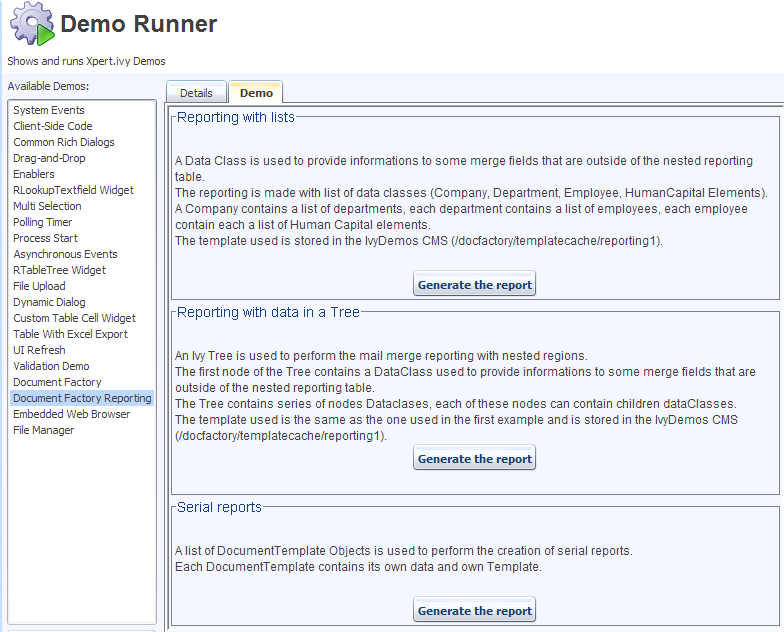 Demo Runner
Shows and runs Xpert.ivy Demos
Available Demos:
System Events
Client-Side Code
Common Rich Dialogs
Drag-and-Drop
Enablers
RLookupTextfield Widget
Multi Selection
Polling Timer
Process Start
Asynchronous Events
RTableTree Widget
File Upload
Dynamic Dialog
Custom Table Cell Widget
Table With Excel Export
UI Refresh
Validation Demo
Document Factory
Document Factory Reporting
Embedded Web Browser
File Manager
Details
Demo
Reporting with lists
A Data Class is used to provide informations to some merge fields that are outside of the nested reporting
table.
The reporting is made with list of data classes (Company, Department, Employee, HumanCapital Elements).
A Company contains a list of departments, each department contains a list of employees, each employee
contain each a list of Human Capital elements.
The template used is stored in the IvyDemos CMS (/docfactory/templatecache/reporting1).
Generate the report
Reporting with data in a Tree
An Ivy Tree is used to perform the mail merge reporting with nested regions.
The first node of the Tree contains a DataClass used to provide informations to some merge fields that are
outside of the nested reporting table.
The Tree contains series of nodes Dataclases, each of these nodes can contain children dataClasses.
The template used is the same as the one used in the first example and is stored in the IvyDemos CMS
(/docfactory/templatecache/reporting1).
Generate the report
Serial reports
A list of DocumentTemplate Objects is used to perform the creation of serial reports.
Each DocumentTemplate contains its own data and own Template.
Generate the report